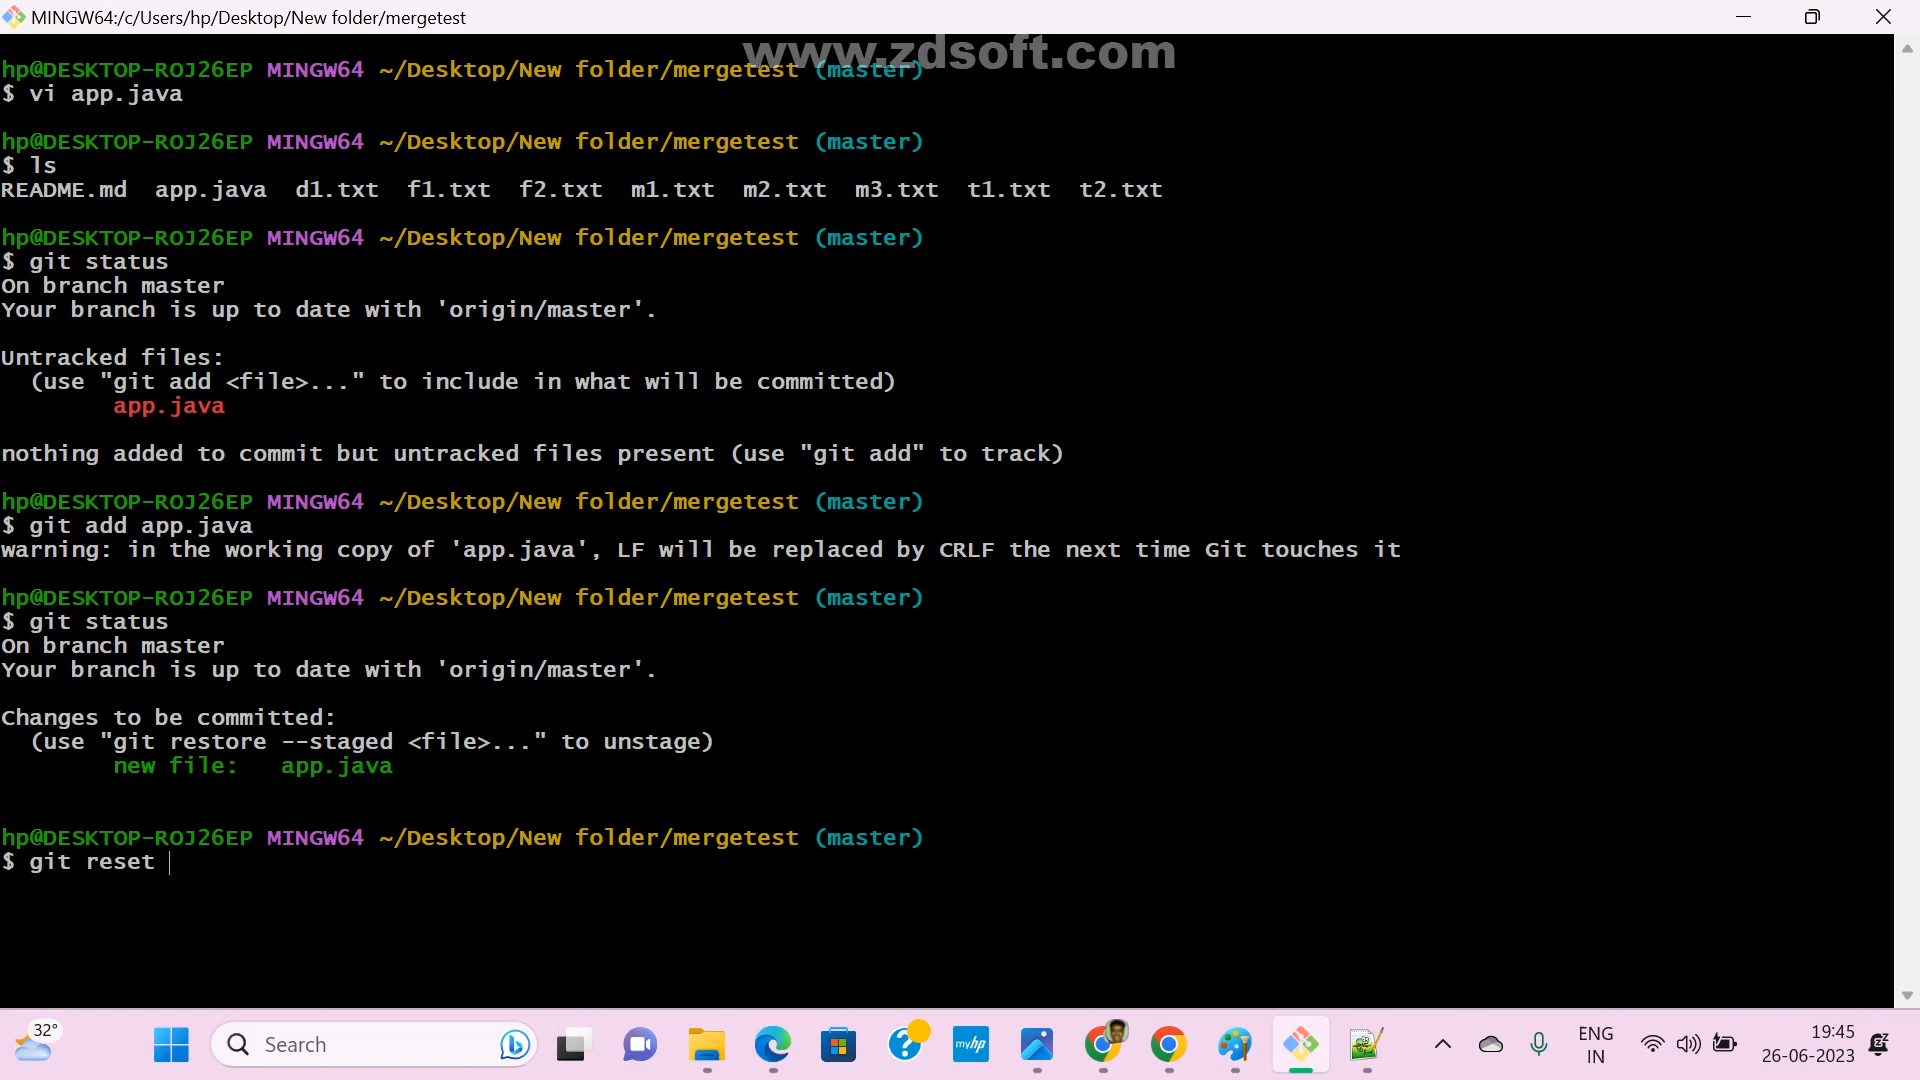 MINGW64:/c/Users/hp/Desktop/New folder/mergetest
www.zdsoft.com
hp@DESKTOP-ROJ26EP MINGW64 ~/Desktop/New folder/mergetest (master)
$ vi app.java
hp@DESKTOP-ROJ26EP MINGW64 ~/Desktop/New folder/mergetest (master)
$ ls
README.md  app.java  d1.txt  f1.txt  f2.txt  m1.txt  m2.txt  m3.txt  t1.txt  t2.txt
hp@DESKTOP-ROJ26EP MINGW64 ~/Desktop/New folder/mergetest (master)
$ git status
On branch master
Your branch is up to date with 'origin/master'.
Untracked files:
  (use "git add <file>..." to include in what will be committed)
        app.java
nothing added to commit but untracked files present (use "git add" to track)
hp@DESKTOP-ROJ26EP MINGW64 ~/Desktop/New folder/mergetest (master)
$ git add app.java
warning: in the working copy of 'app.java', LF will be replaced by CRLF the next time Git touches it
hp@DESKTOP-ROJ26EP MINGW64 ~/Desktop/New folder/mergetest (master)
$ git status
On branch master
Your branch is up to date with 'origin/master'.
Changes to be committed:
  (use "git restore --staged <file>..." to unstage)
        new file:   app.java
hp@DESKTOP-ROJ26EP MINGW64 ~/Desktop/New folder/mergetest (master)
$ git reset
32°
Search
myhp
ENG
IN
19:45
26-06-2023